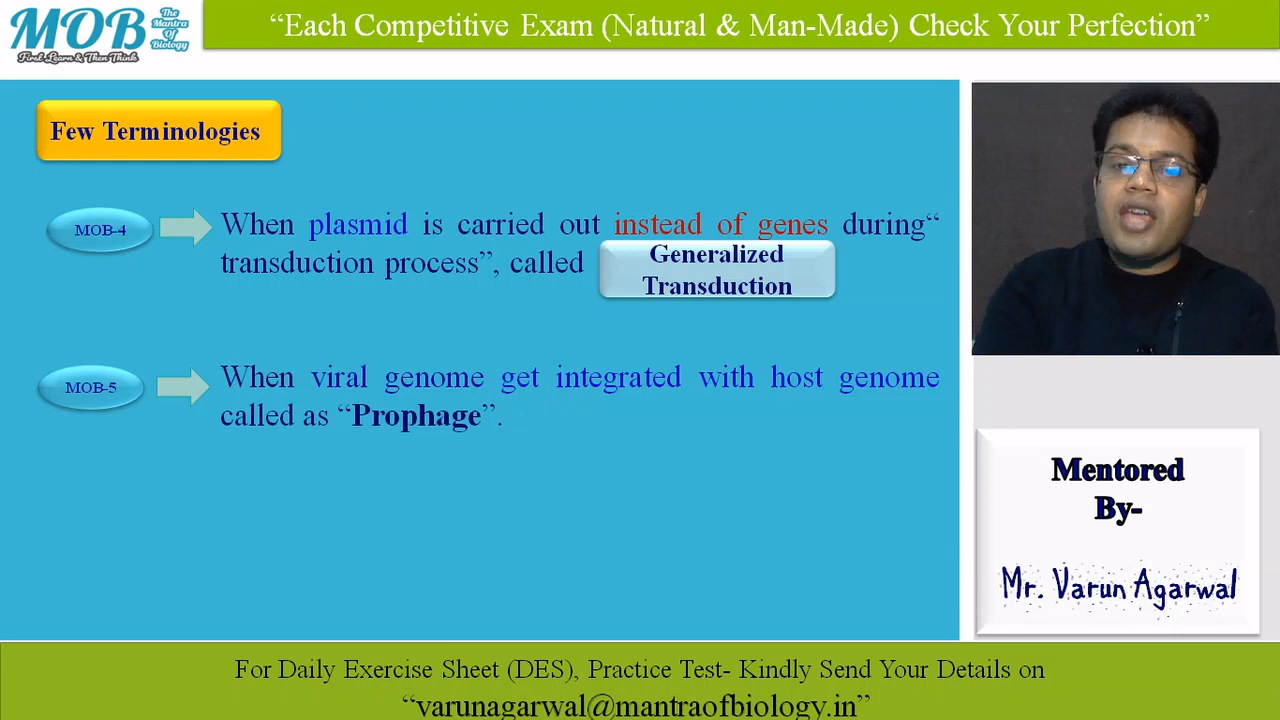 MOB The Mantra Of Biology
First Learn & Then Think
“Each Competitive Exam (Natural & Man-Made) Check Your Perfection”
Few Terminologies
MOB-4
When plasmid is carried out instead of genes during“
transduction process”, called
Generalized
Transduction
MOB-5
When viral genome get integrated with host genome
called as “Prophage”.
Mentored
By-
Mr. Varun Agarwal
For Daily Exercise Sheet (DES), Practice Test- Kindly Send Your Details on
“varunagarwal@mantraofbiology.in”